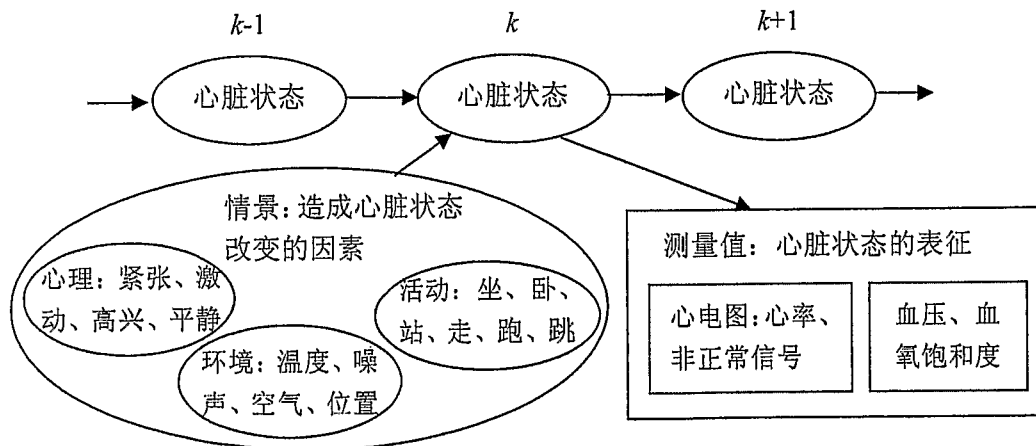 k-1
k
k+1
心脏状态
心脏状态
心脏状态
情景：造成心脏状态
改变的因素
心理：紧张、激
动、高兴、平静
活动：坐、卧、
站、走、跑、跳
环境：温度、噪
声、空气、位置
测量值：心脏状态的表征
心电图：心率、
非正常信号
血压、血
氧饱和度